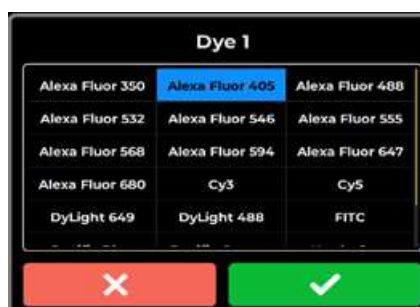 Dye 1
Alexa Fluor 350 Alexa Fluor 405 Alexa Fluor 488
Alexa Fluor 532 Alexa Fluor 546 Alexa Fluor 555
Alexa Fluor 568 Alexa Fluor 594 Alexa Fluor 647
Alexa Fluor 680 Cy3 Cy5
DyLight 649 DyLight 488 FITC